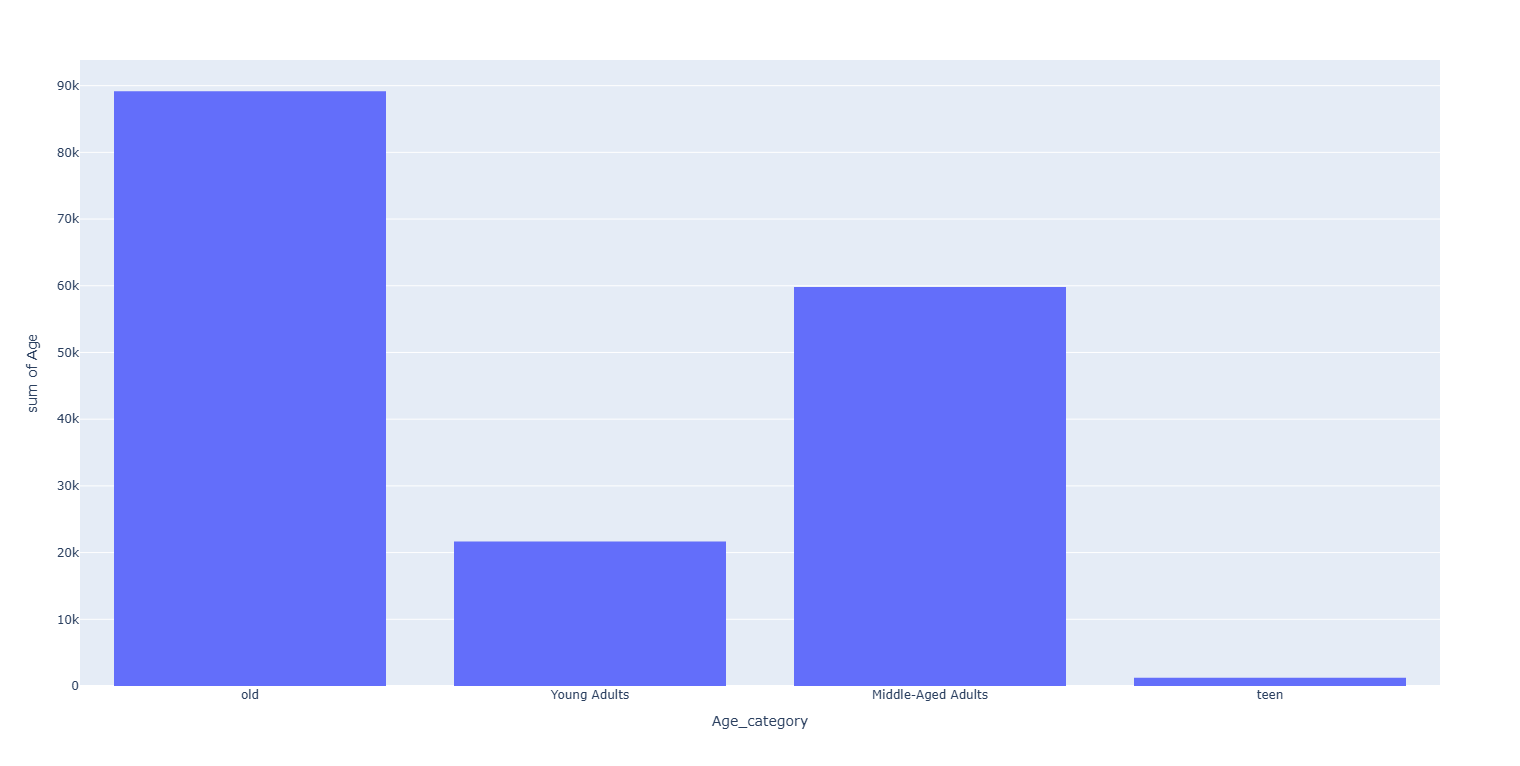 90k
80k
70k
60k
50k
40k
30k
20k
10k
0
sum of Age
old Young Adults Middle-Aged Adults teen
Age_category